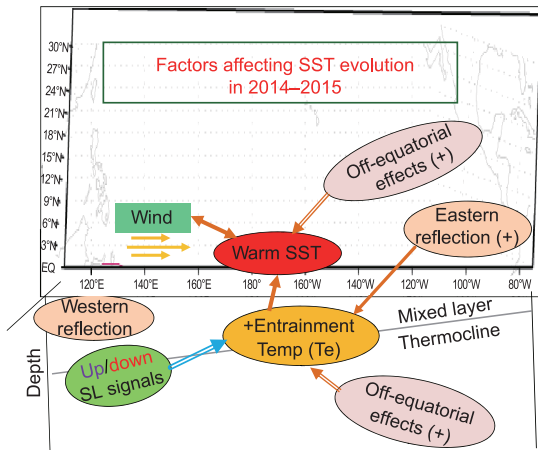 Factors affecting SST evolution
in 2014–2015
30°N
27°N
24°N
21°N
18°N
15°N
12°N
9°N
6°N
3°N
EQ
Off-equatorial
effects (+)
Wind
Eastern
reflection (+)
Warm SST
120°E
140°E
160°E
180°
160°W
140°W
120°W
100°W
80°W
Western
reflection
+Entrainment
Temp (Te)
Mixed layer
Thermocline
Depth
Up/down
SL signals
Off-equatorial
effects (+)